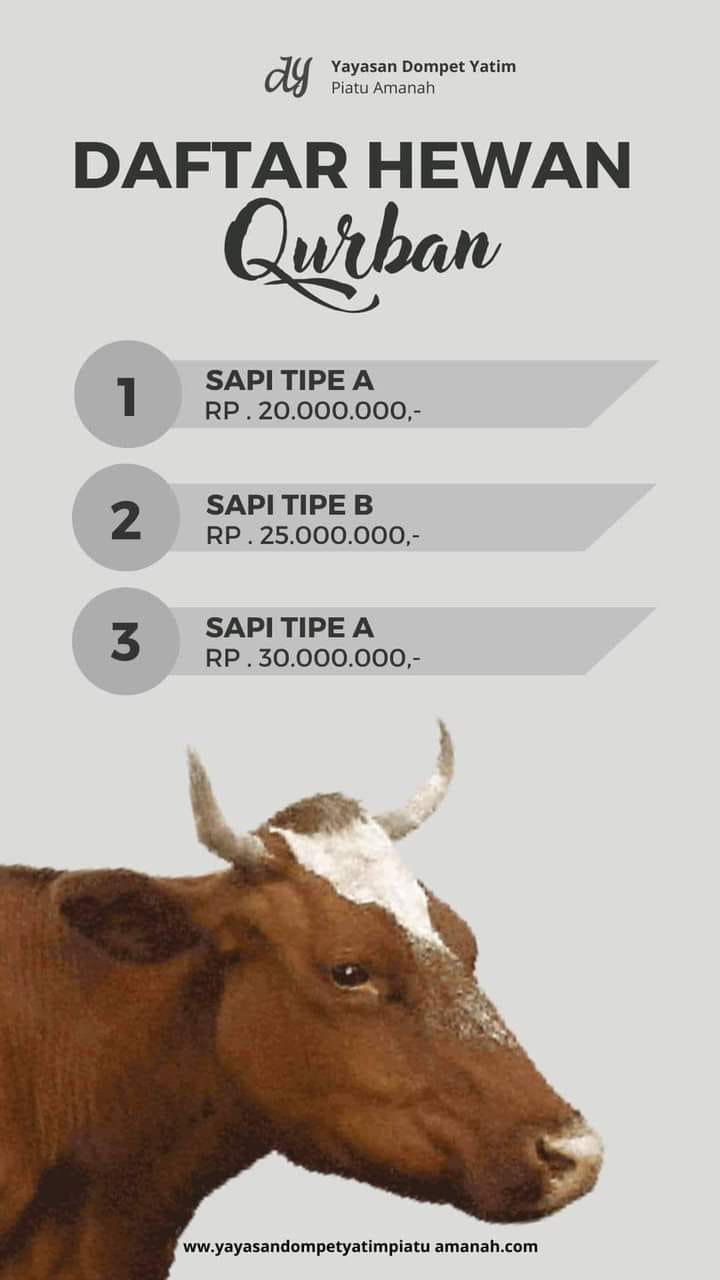 dy
Yayasan Dompet Yatim
Piatu Amanah
DAFTAR HEWAN
Qurban
1
SAPI TIPE A
RP . 20.000.000,-
2
SAPI TIPE B
RP . 25.000.000,-
3
SAPI TIPE A
RP . 30.000.000,-
ww.yayasandompetyatimpiatu amanah.com